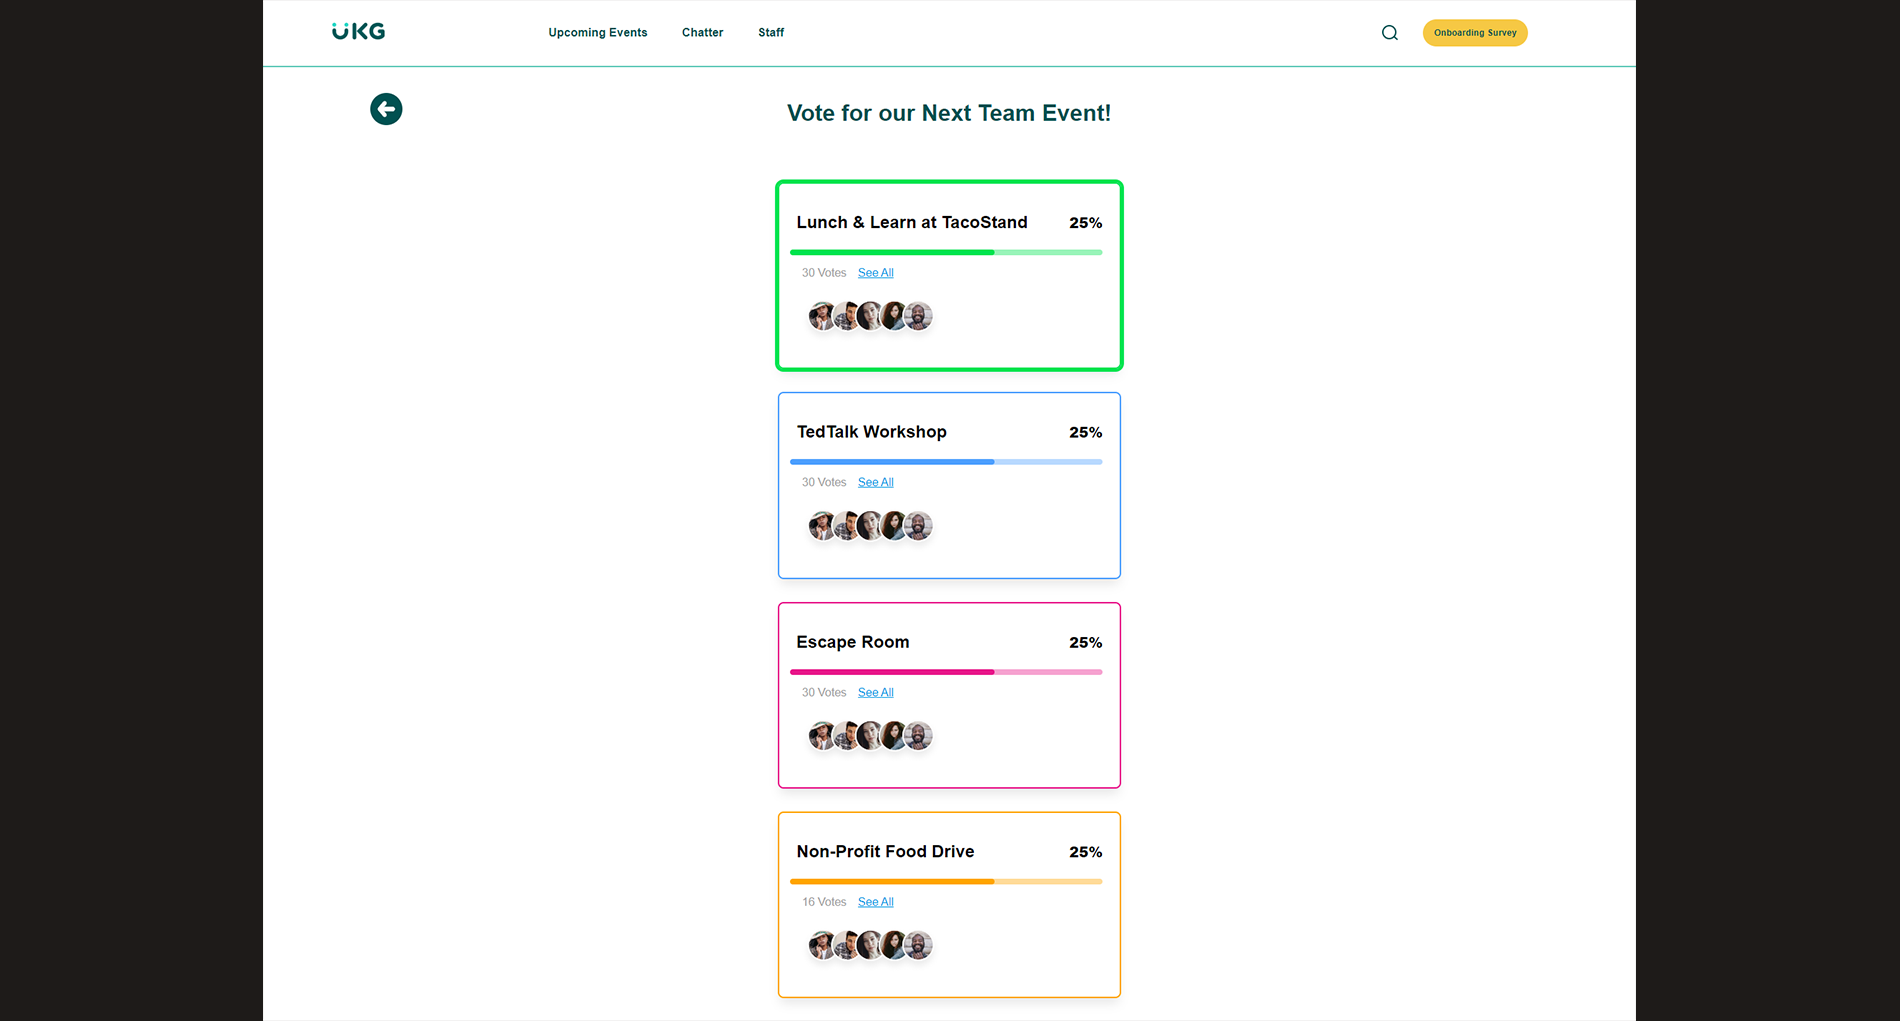 UKG
Upcoming Events Chatter Staff
Onboarding Survey
Vote for our Next Team Event!
Lunch & Learn at TacoStand 25%
30 Votes See All
TedTalk Workshop 25%
30 Votes See All
Escape Room 25%
30 Votes See All
Non-Profit Food Drive 25%
16 Votes See All